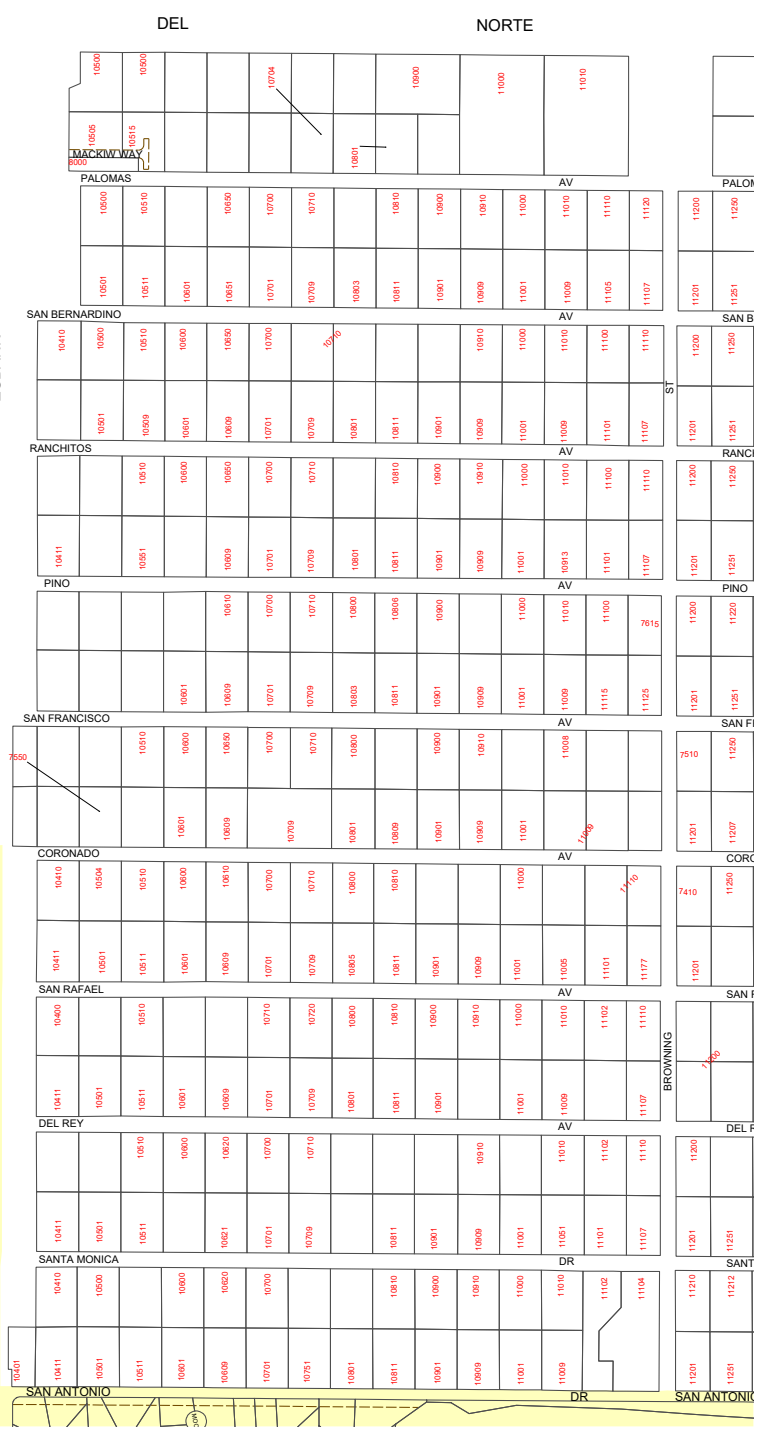 DEL NORTE
10500 10500 10704 10900 11000 11010
10505 10515 10801
MACKIW WAY
8000
PALOMAS AV PALOM
10500 10510 10650 10700 10710 10810 10900 10910 11000 11010 11110 11120 11200 11250
10501 10511 10601 10651 10701 10709 10803 10811 10901 10909 11001 11009 11105 11107 11201 11251
SAN BERNARDINO AV SAN B
10410 10500 10510 10600 10650 10700 10710 10910 11000 11010 11100 11110 11200 11250
ST
10501 10509 10601 10609 10701 10709 10801 10811 10901 10909 11001 11009 11101 11107 11201 11251
RANCHITOS AV RANCH
10510 10600 10650 10700 10710 10810 10900 10910 11000 11010 11100 11110 11200 11250
10411 10551 10609 10701 10709 10801 10811 10901 10909 11001 10913 11101 11107 11201 11251
PINO AV PINO
10610 10700 10710 10800 10806 10900 11000 11010 11100 7615 11200 11220
10601 10609 10701 10709 10803 10811 10901 10909 11001 11009 11115 11125 11201 11251
SAN FRANCISCO AV SAN F
7550 10510 10600 10650 10700 10710 10800 10900 10910 11008 7510 11250
10601 10609 10709 10801 10809 10901 10909 11001 11009 11201 11207
CORONADO AV CORO
10410 10504 10510 10600 10610 10700 10710 10800 10810 11000 11110 7410 11250
10411 10501 10511 10601 10609 10701 10709 10805 10811 10901 10909 11001 11005 11101 11177 11201
SAN RAFAEL AV SAN
10400 10510 10710 10720 10800 10810 10900 10910 11000 11010 11102 11110 11200
BROWNING
10411 10501 10511 10601 10609 10701 10709 10801 10811 10901 11001 11009 11107
DEL REY AV DEL
10510 10600 10620 10700 10710 10910 11010 11102 11110 11200
10411 10501 10511 10621 10701 10709 10811 10901 10909 11001 11051 11101 11107 11201 11251
SANTA MONICA DR SANT
10410 10500 10600 10620 10700 10810 10900 10910 11000 11010 11102 11104 11210 11212
10401 10411 10501 10511 10601 10609 10701 10751 10801 10811 10901 10909 11001 11009 11201 11251
SAN ANTONIO DR SAN ANTONIO